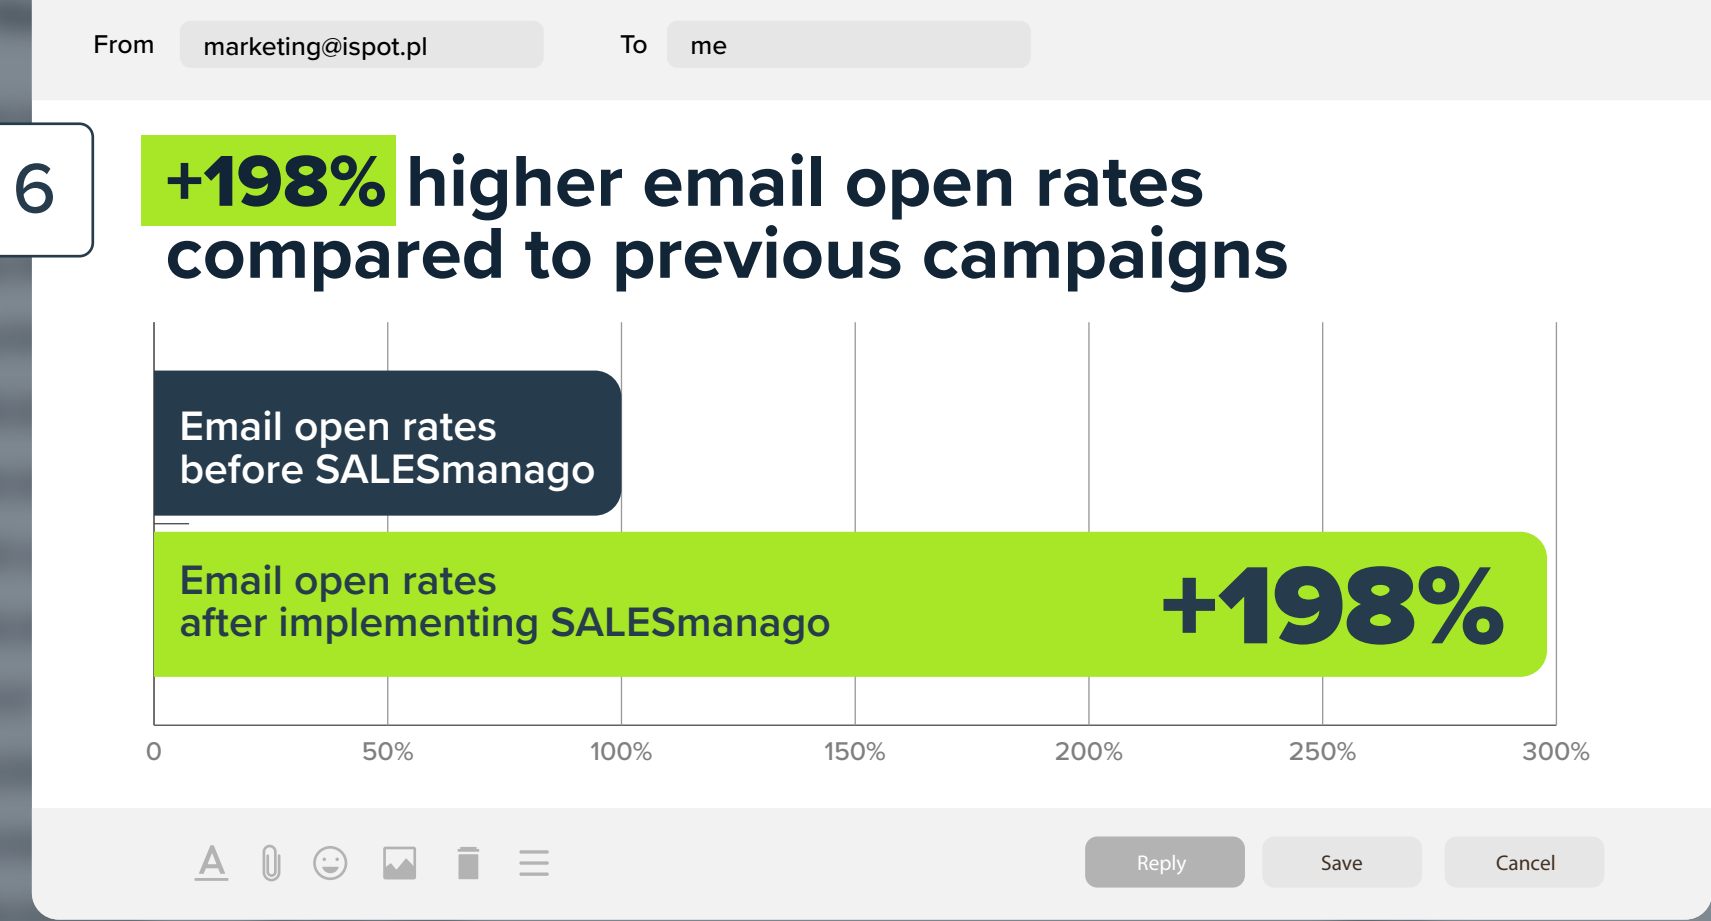 From marketing@ispot.pl To me
6
+198% higher email open rates
compared to previous campaigns
Email open rates
before SALESmanago
Email open rates
after implementing SALESmanago
+198%
0 50% 100% 150% 200% 250% 300%
A
Reply Save Cancel